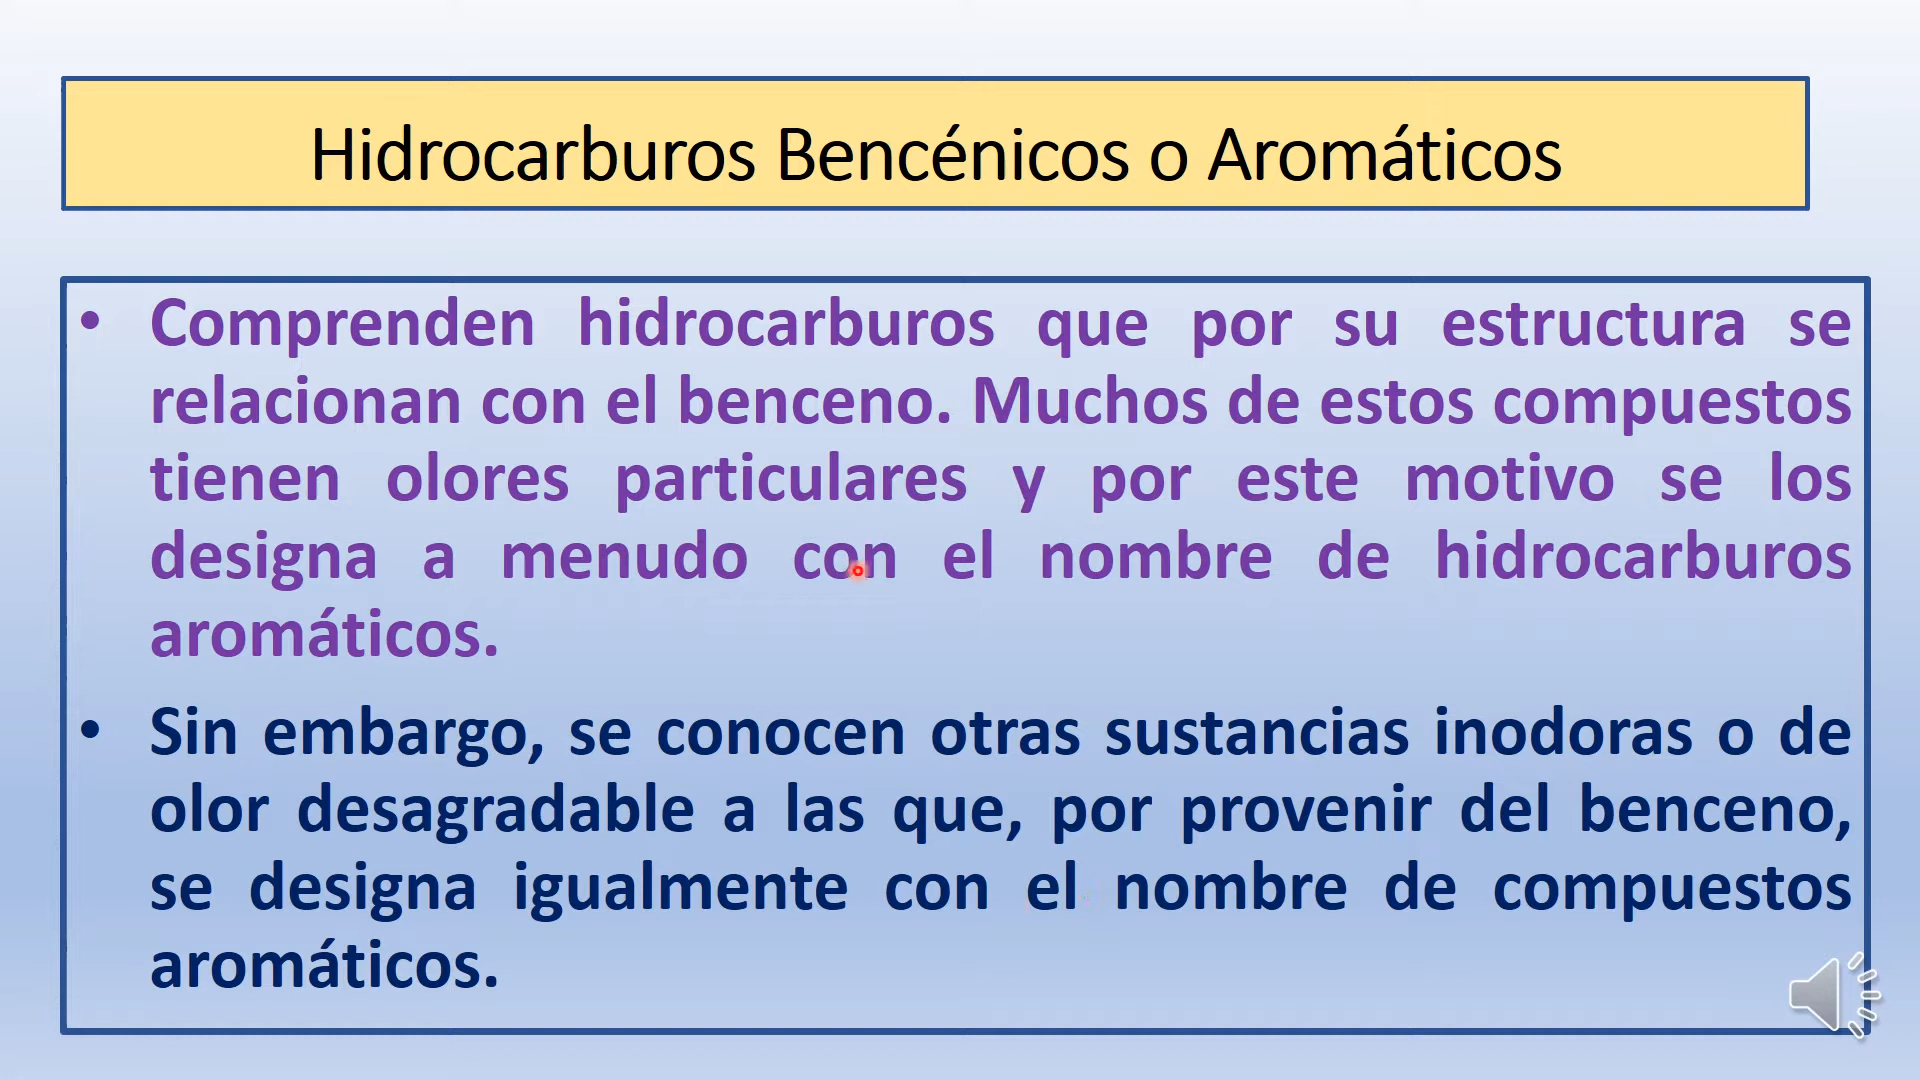 Hidrocarburos Bencénicos o Aromáticos
• Comprenden hidrocarburos que por su estructura se
relacionan con el benceno. Muchos de estos compuestos
tienen olores particulares y por este motivo se los
designa a menudo con el nombre de hidrocarburos
aromáticos.
• Sin embargo, se conocen otras sustancias inodoras o de
olor desagradable a las que, por provenir del benceno,
se designa igualmente con el nombre de compuestos
aromáticos.